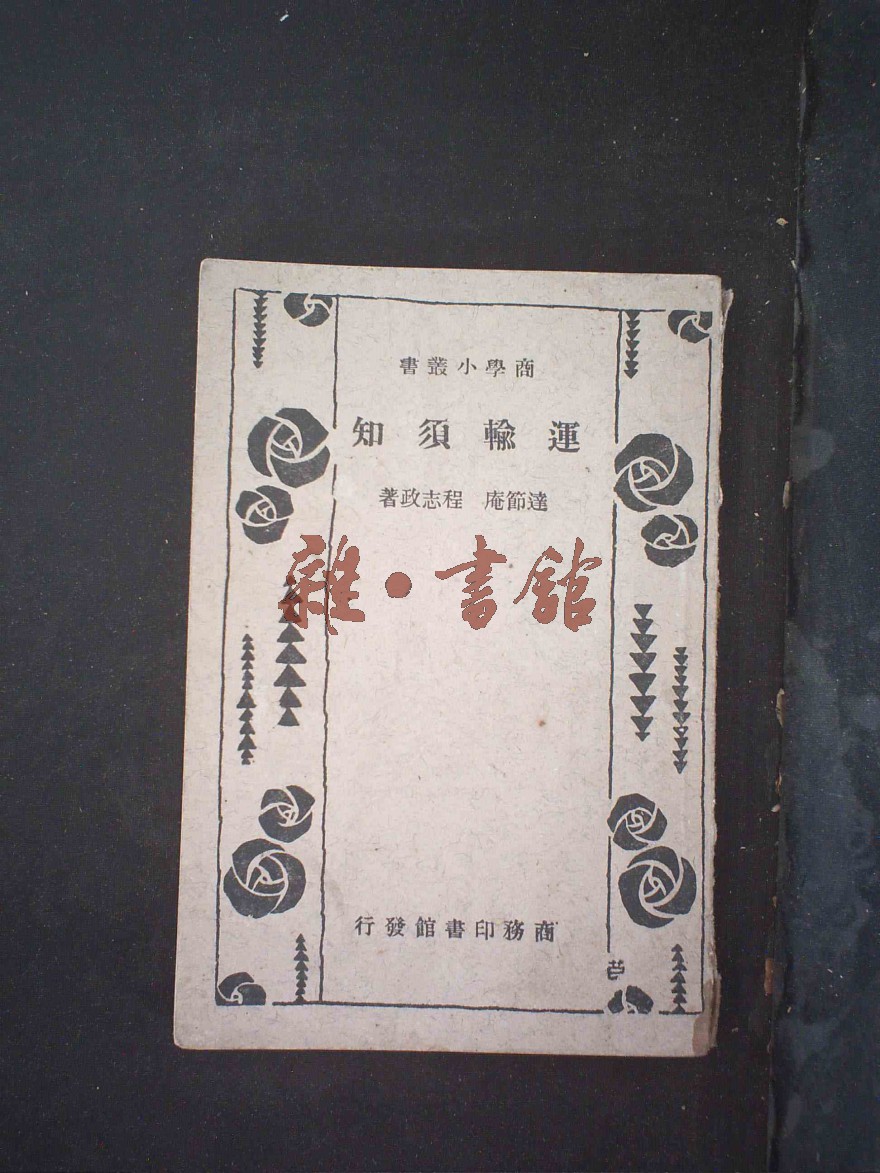 商學小叢書
運輸須知
達節庵 程志政著
雜·書館
商務印書館發行